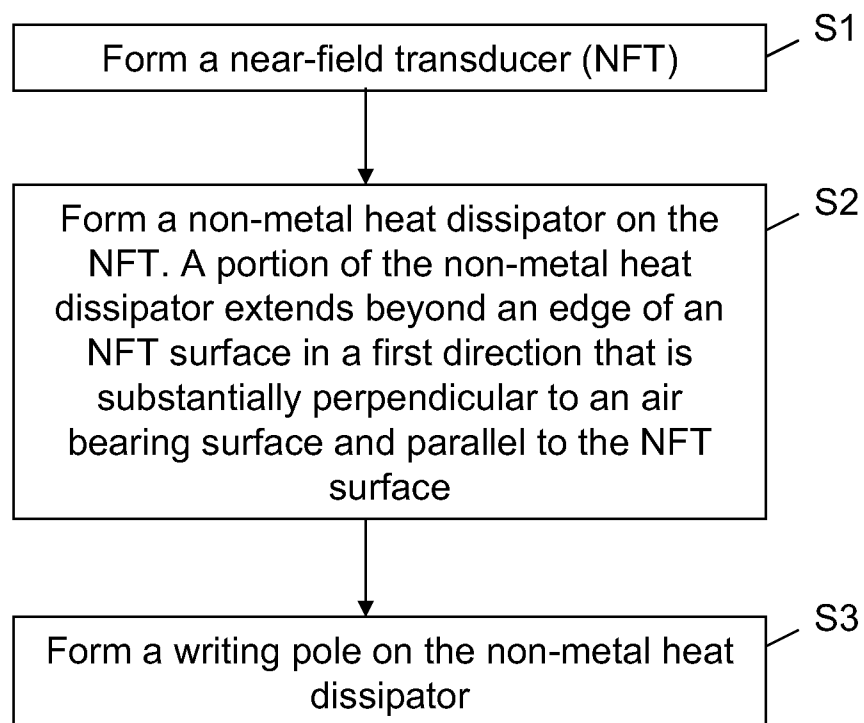 S1
Form a near-field transducer (NFT)
S2
Form a non-metal heat dissipator on the
NFT. A portion of the non-metal heat
dissipator extends beyond an edge of an
NFT surface in a first direction that is
substantially perpendicular to an air
bearing surface and parallel to the NFT
surface
S3
Form a writing pole on the non-metal heat
dissipator